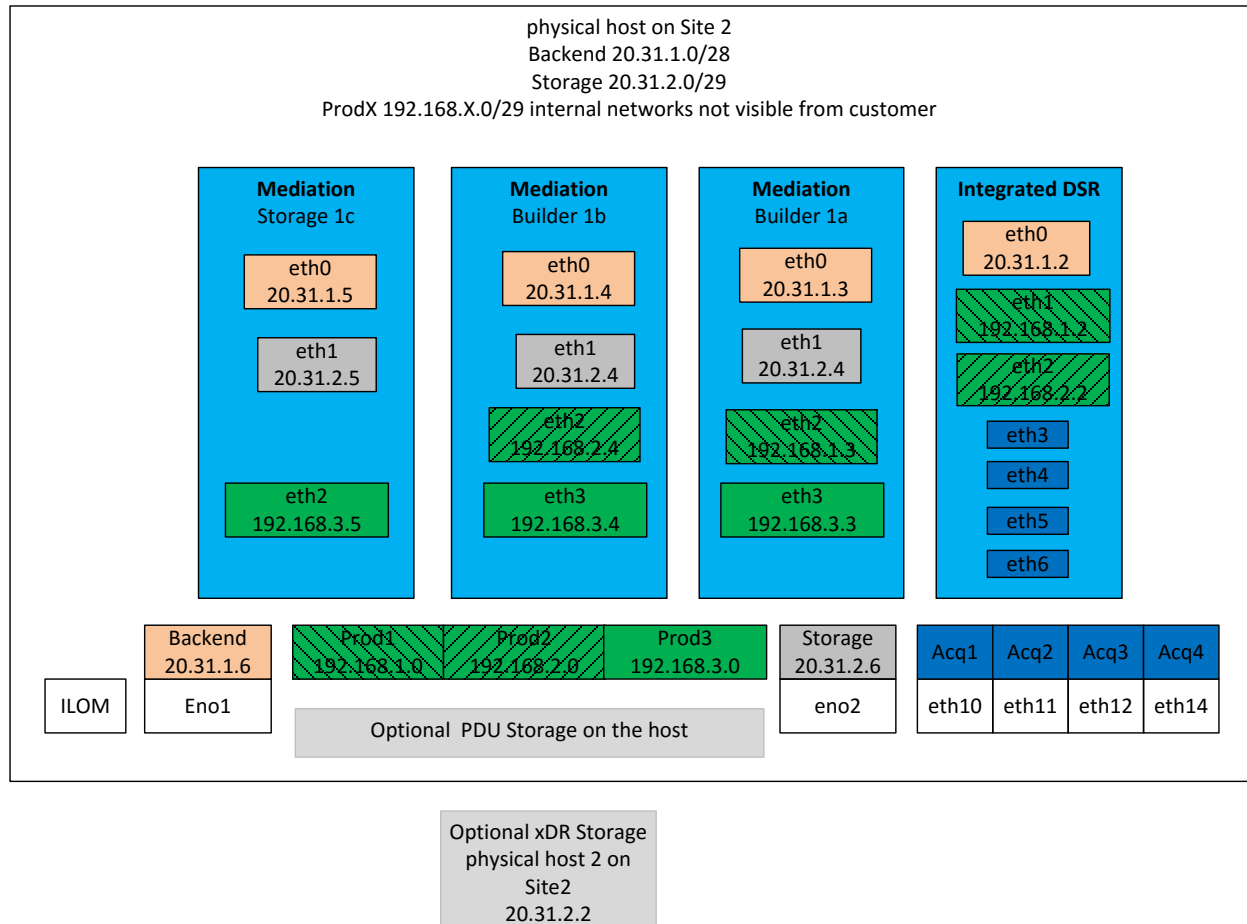 physical host on Site 2
Backend 20.31.1.0/28
Storage 20.31.2.0/29
ProdX 192.168.X.0/29 internal networks not visible from customer
Mediation
Storage 1c
eth0
20.31.1.5
eth1
20.31.2.5
eth2
192.168.3.5
Mediation
Builder 1b
eth0
20.31.1.4
eth1
20.31.2.4
eth2
192.168.2.4
eth3
192.168.3.4
Mediation
Builder 1a
eth0
20.31.1.3
eth1
20.31.2.4
eth2
192.168.1.3
eth3
192.168.3.3
Integrated DSR
eth0
20.31.1.2
eth1
192.168.1.2
eth2
192.168.2.2
eth3
eth4
eth5
eth6
Backend
20.31.1.6
Prod1
192.168.1.0
Prod2
192.168.2.0
Prod3
192.168.3.0
Storage
20.31.2.6
Acq1
Acq2
Acq3
Acq4
ILOM
Eno1
eno2
eth10
eth11
eth12
eth14
Optional PDU Storage on the host
Optional xDR Storage
physical host 2 on
Site2
20.31.2.2